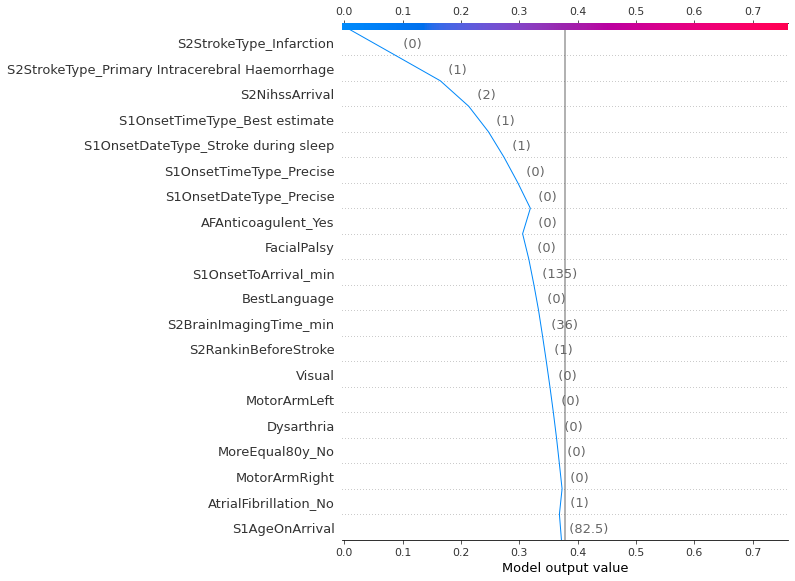 0.0 0.1 0.2 0.3 0.4 0.5 0.6 0.7
S2StrokeType_Infarction (0)
S2StrokeType_Primary Intracerebral Haemorrhage (1)
S2NihssArrival (2)
S1OnsetTimeType_Best estimate (1)
S1OnsetDateType_Stroke during sleep (1)
S1OnsetTimeType_Precise (0)
S1OnsetDateType_Precise (0)
AFAnticoagulent_Yes (0)
FacialPalsy (0)
S1OnsetToArrival_min (135)
BestLanguage (0)
S2BrainImagingTime_min (36)
S2RankinBeforeStroke (1)
Visual (0)
MotorArmLeft (0)
Dysarthria (0)
MoreEqual80y_No (0)
MotorArmRight (0)
AtrialFibrillation_No (1)
S1AgeOnArrival (82.5)
0.0 0.1 0.2 0.3 0.4 0.5 0.6 0.7
Model output value